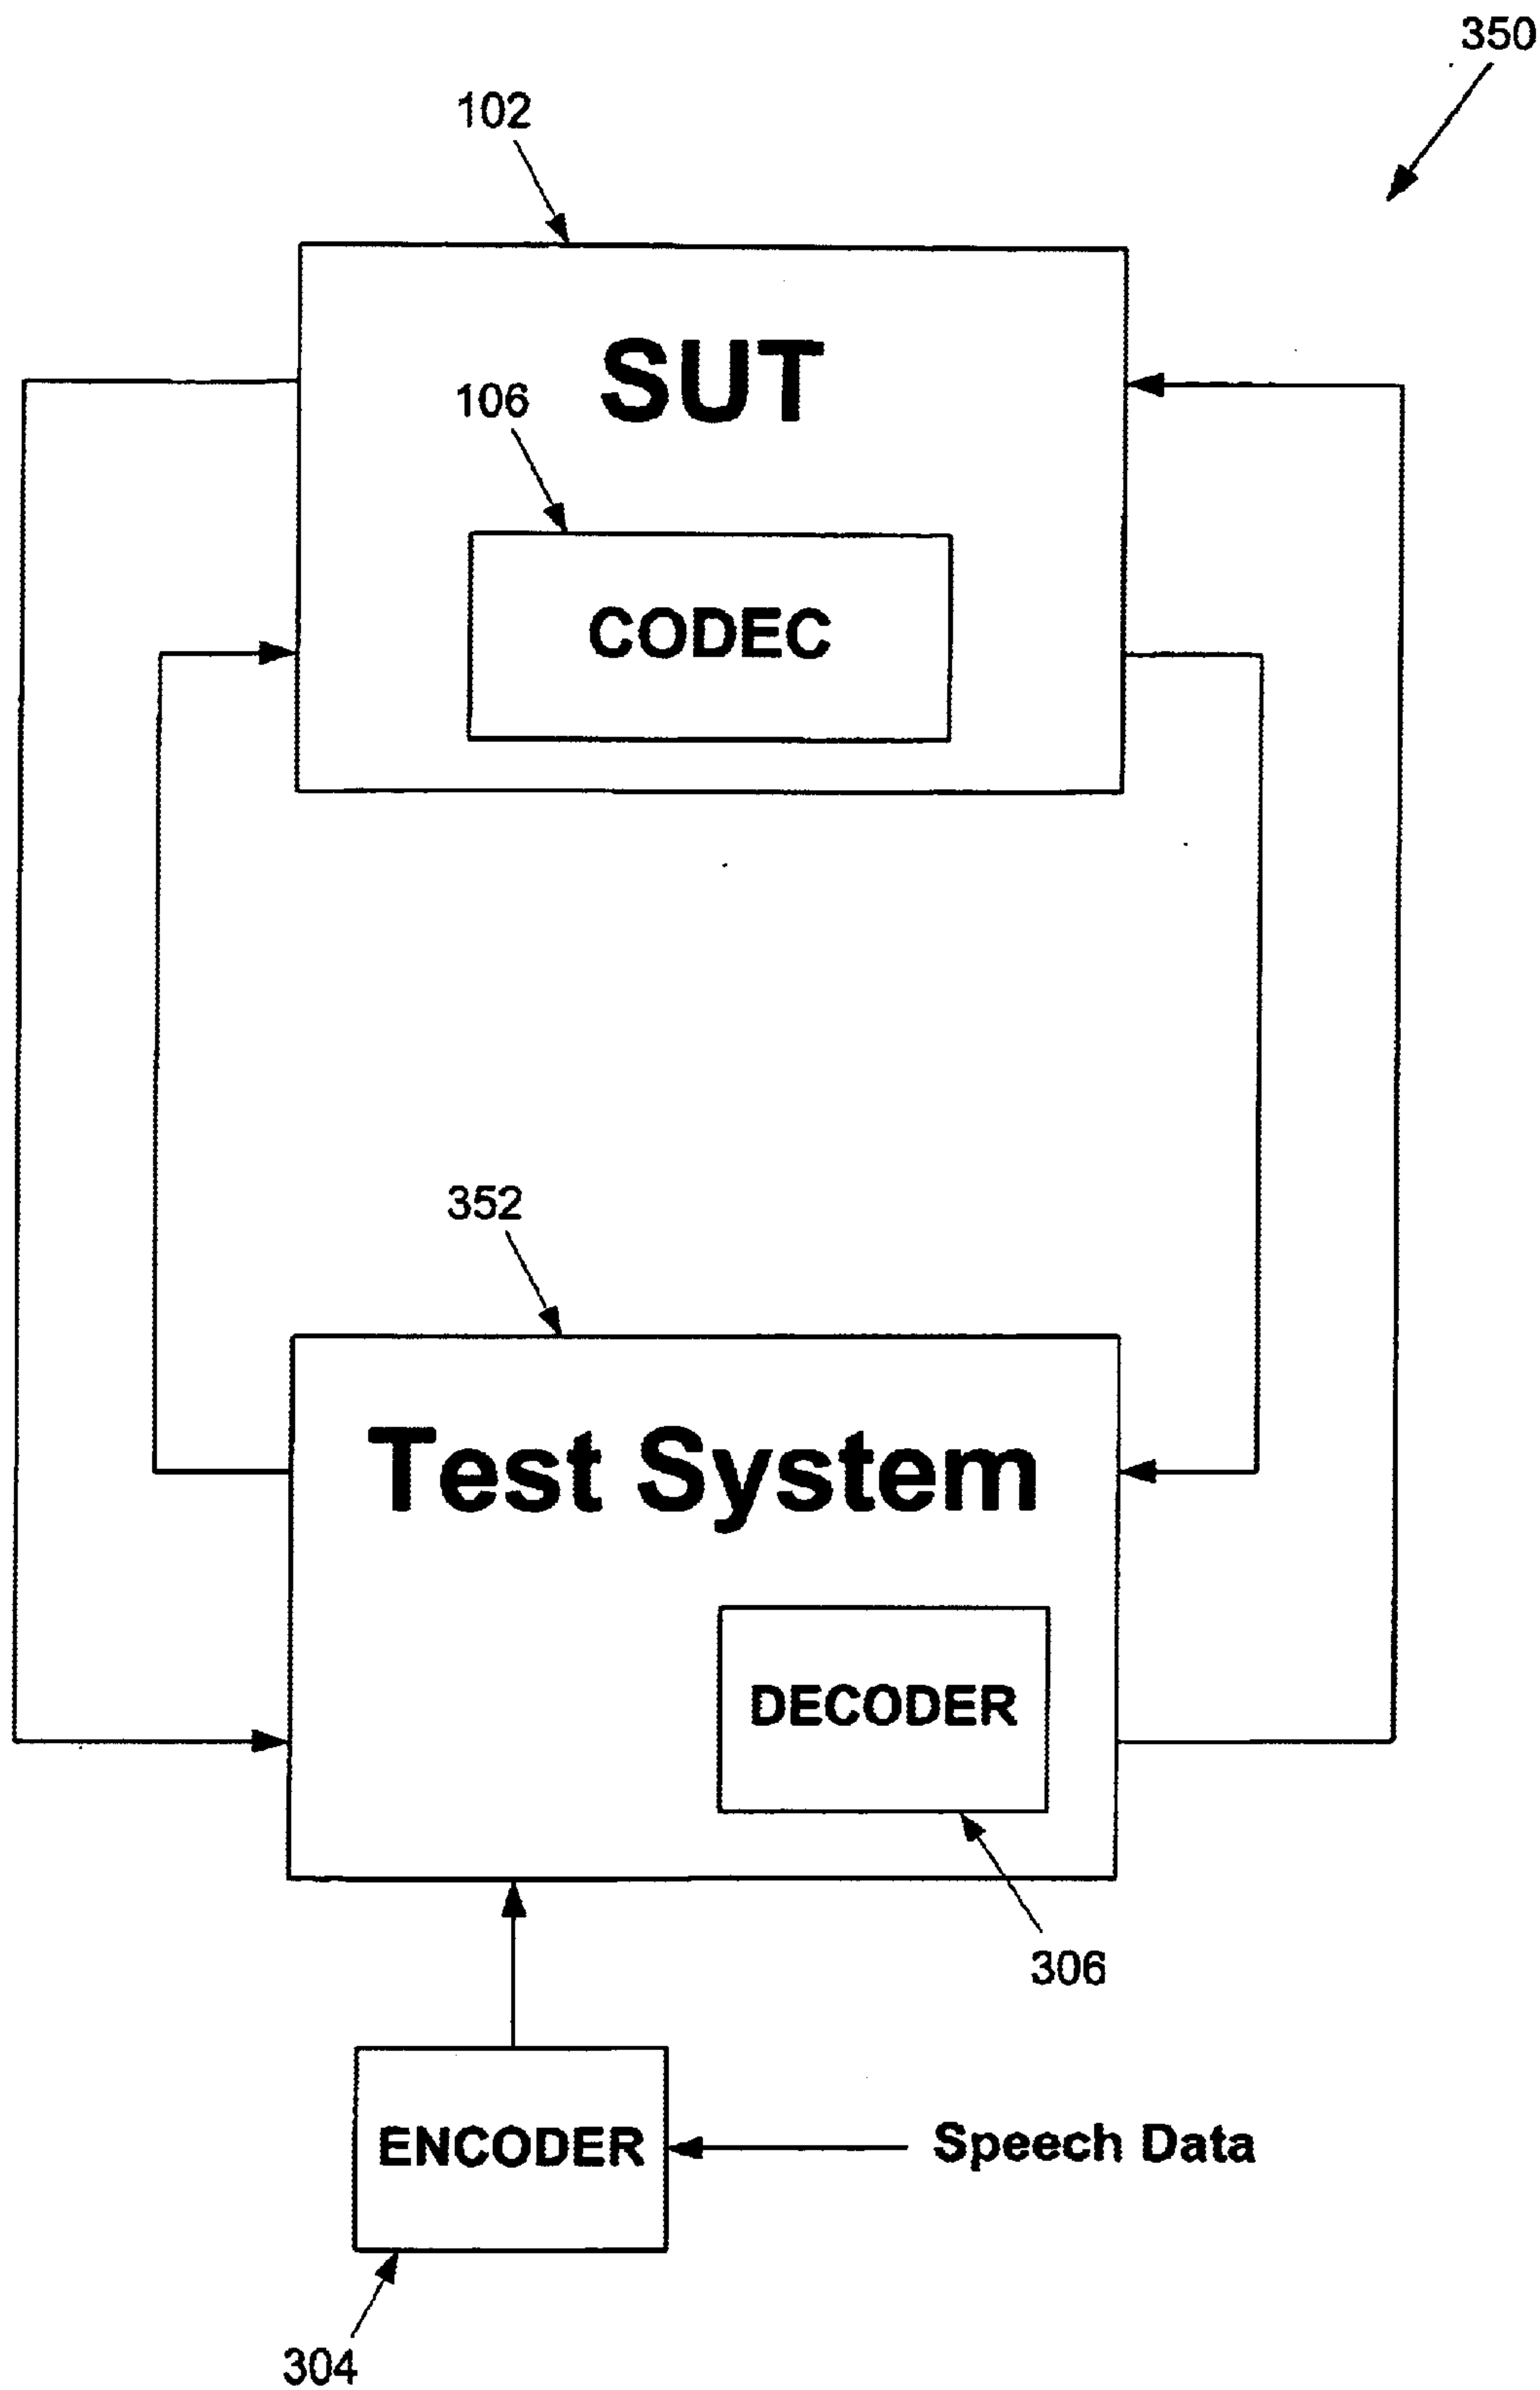 350
102
SUT
106
CODEC
352
Test System
DECODER
306
ENCODER
Speech Data
304